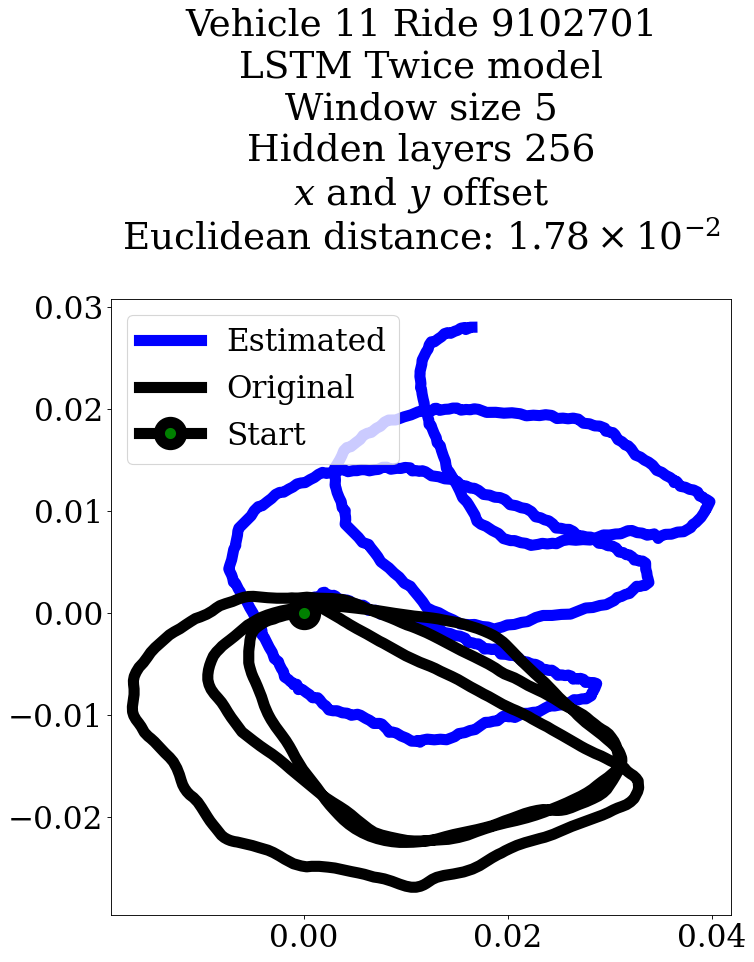 Vehicle 11 Ride 9102701
LSTM Twice model
Window size 5
Hidden layers 256
x and y offset
Euclidean distance: 1.78 × 10⁻²
0.03
0.02
0.01
0.00
−0.01
−0.02
Estimated
Original
Start
0.00 0.02 0.04